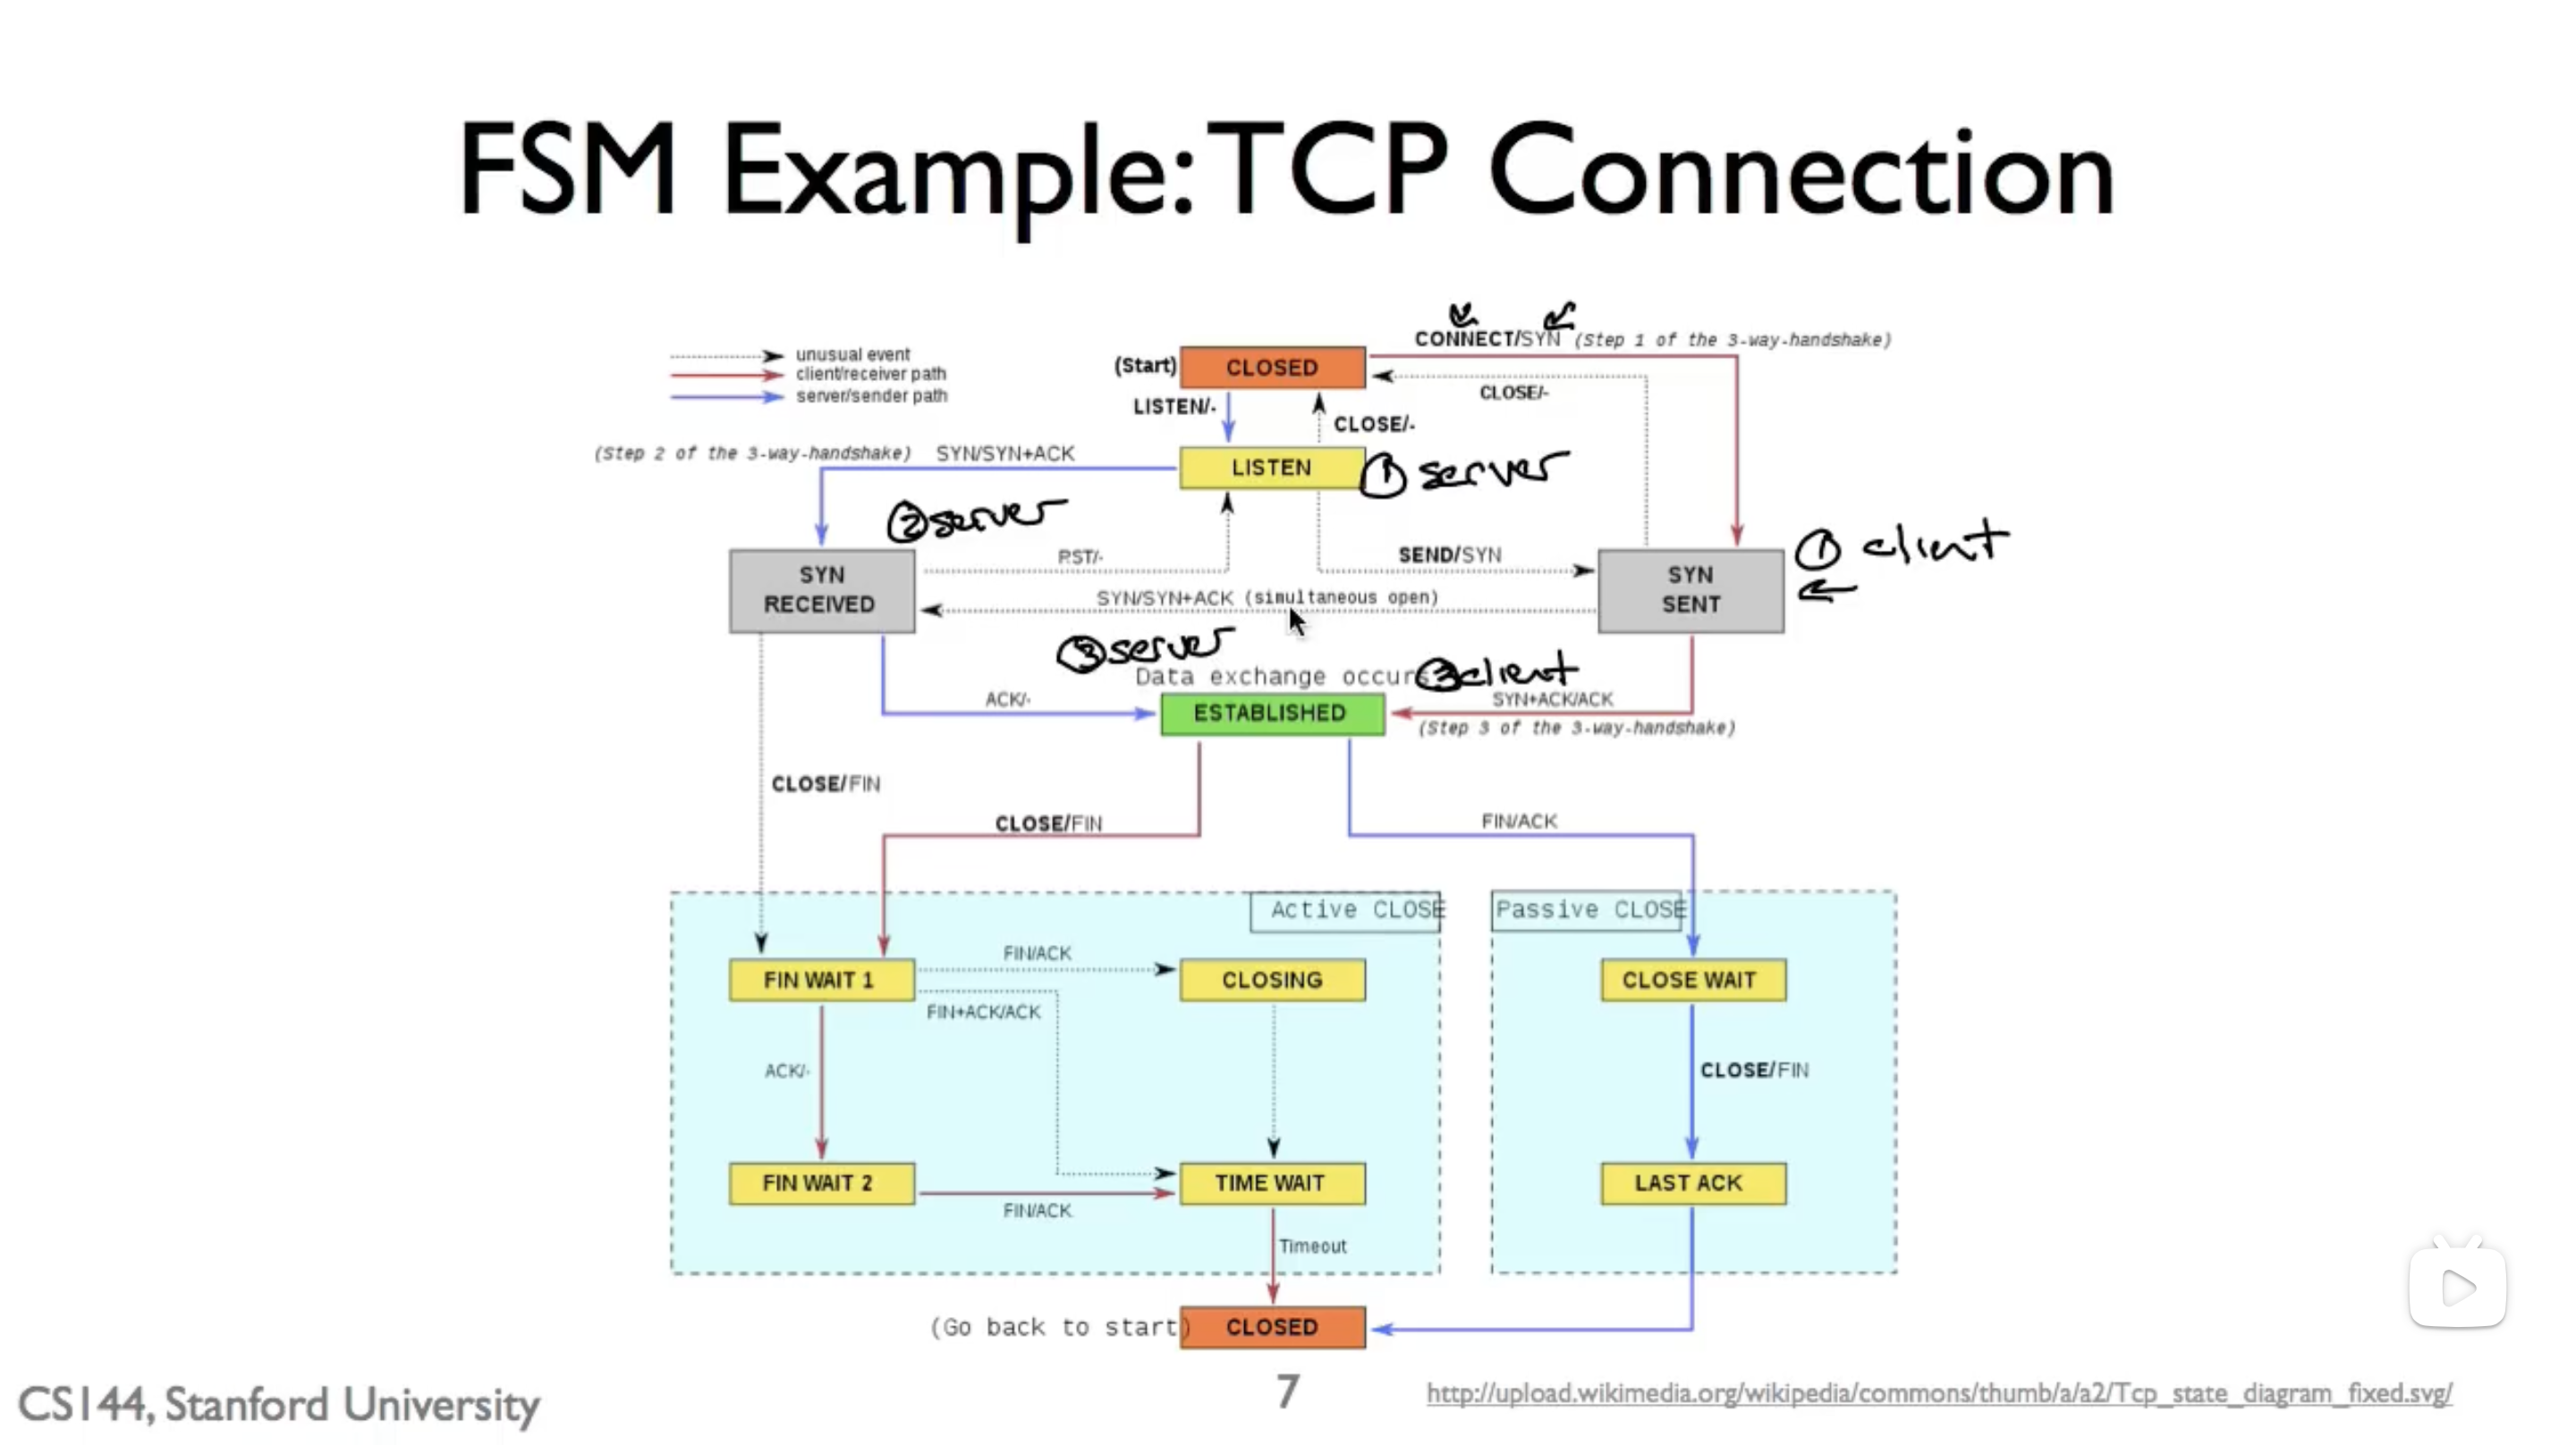 FSM Example: TCP Connection
unusual event
client/receiver path
server/sender path
(Start)
CLOSED
CONNECT/SYN (Step 1 of the 3-way-handshake)
CLOSE/-
LISTEN/-
CLOSE/-
(Step 2 of the 3-way-handshake) SYN/SYN+ACK
LISTEN
① server
② server
① client
RST/-
SEND/SYN
SYN
RECEIVED
SYN
SENT
SYN/SYN+ACK (simultaneous open)
③ server
Data exchange occurs
client
ACK/-
ESTABLISHED
SYN+ACK/ACK
(Step 3 of the 3-way-handshake)
CLOSE/FIN
CLOSE/FIN
FIN/ACK
Active CLOSE
Passive CLOSE
FIN WAIT 1
FIN/ACK
CLOSING
CLOSE WAIT
FIN+ACK/ACK
ACK/-
CLOSE/FIN
FIN WAIT 2
TIME WAIT
LAST ACK
FIN/ACK
Timeout
(Go back to start)
CLOSED
CS144, Stanford University
7
http://upload.wikimedia.org/wikipedia/commons/thumb/a/a2/Tcp_state_diagram_fixed.svg/